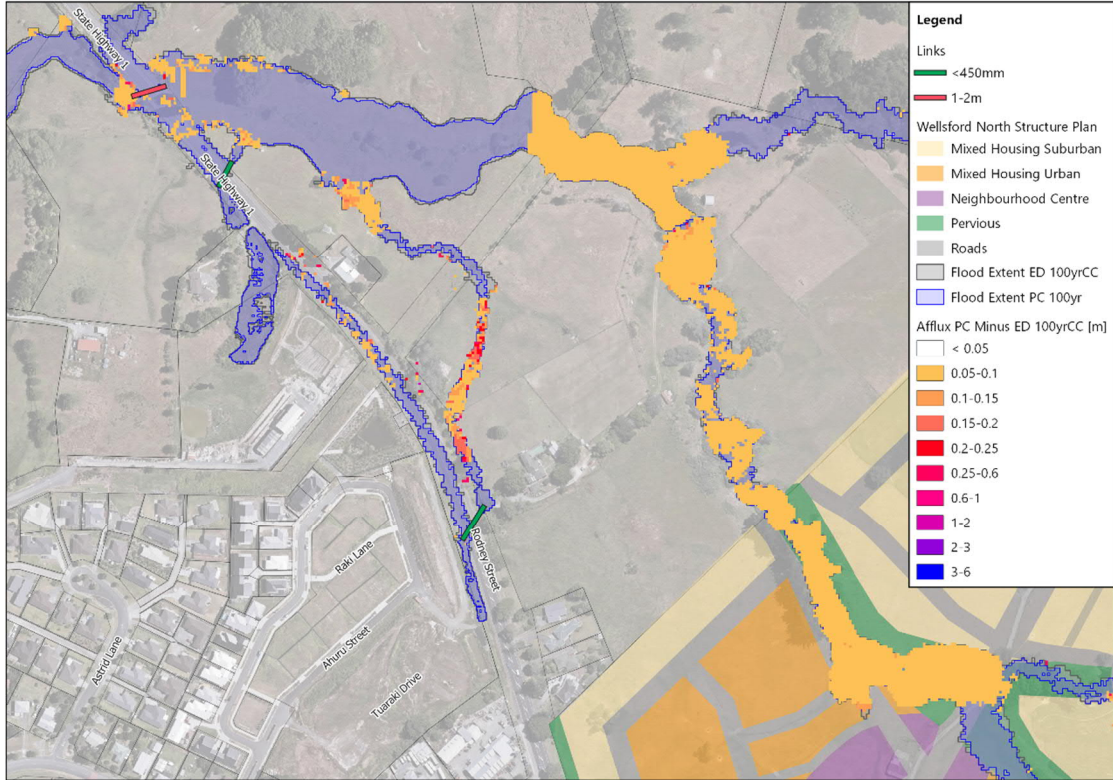 State Highway 1
State Highway 1
Rodney Street
Raki Lane
Ahuru Street
Astrid Lane
Tuaraki Drive
Legend
Links
<450mm
1-2m
Wellsford North Structure Plan
Mixed Housing Suburban
Mixed Housing Urban
Neighbourhood Centre
Pervious
Roads
Flood Extent ED 100yrCC
Flood Extent PC 100yr
Afflux PC Minus ED 100yrCC [m]
< 0.05
0.05-0.1
0.1-0.15
0.15-0.2
0.2-0.25
0.25-0.6
0.6-1
1-2
2-3
3-6